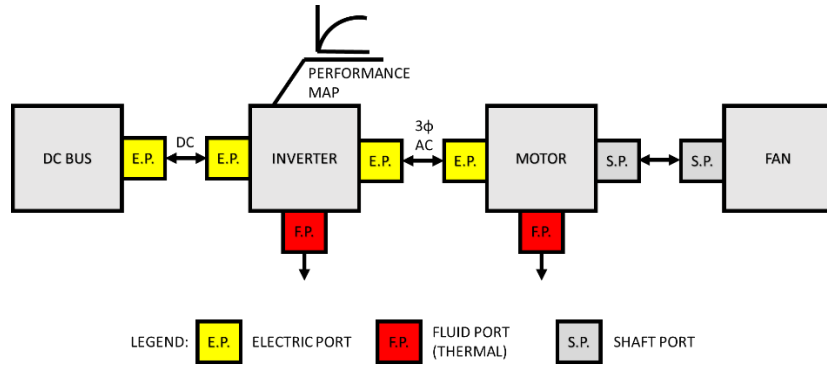 PERFORMANCE
MAP
DC BUS
E.P.
DC
E.P.
INVERTER
E.P.
3ϕ
AC
E.P.
MOTOR
S.P.
S.P.
FAN
F.P.
F.P.
LEGEND:
E.P.
ELECTRIC PORT
F.P.
FLUID PORT
(THERMAL)
S.P.
SHAFT PORT